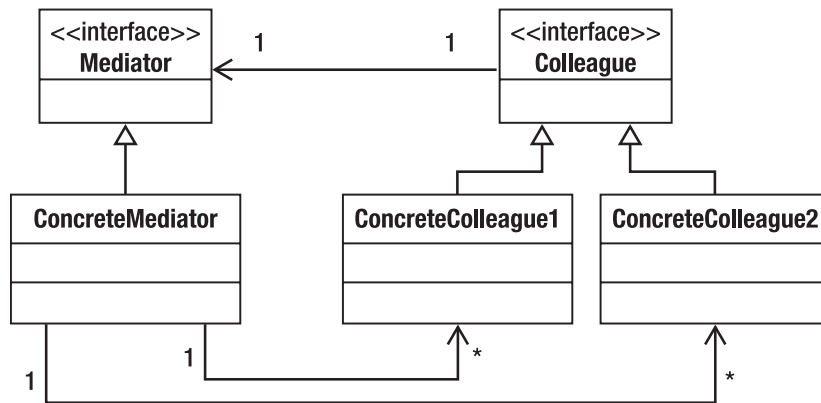 <<interface>>
Mediator
1
1
<<interface>>
Colleague
ConcreteMediator
ConcreteColleague1
ConcreteColleague2
1
*
1
*